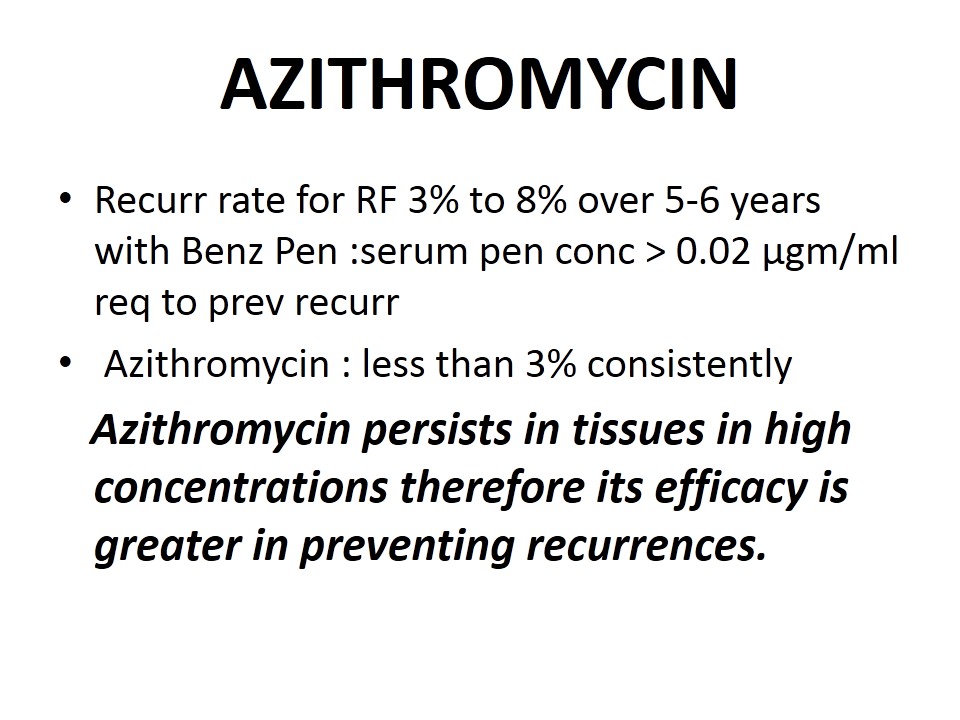 AZITHROMYCIN
• Recurr rate for RF 3% to 8% over 5-6 years
with Benz Pen :serum pen conc > 0.02 µgm/ml
req to prev recurr
• Azithromycin : less than 3% consistently
Azithromycin persists in tissues in high
concentrations therefore its efficacy is
greater in preventing recurrences.